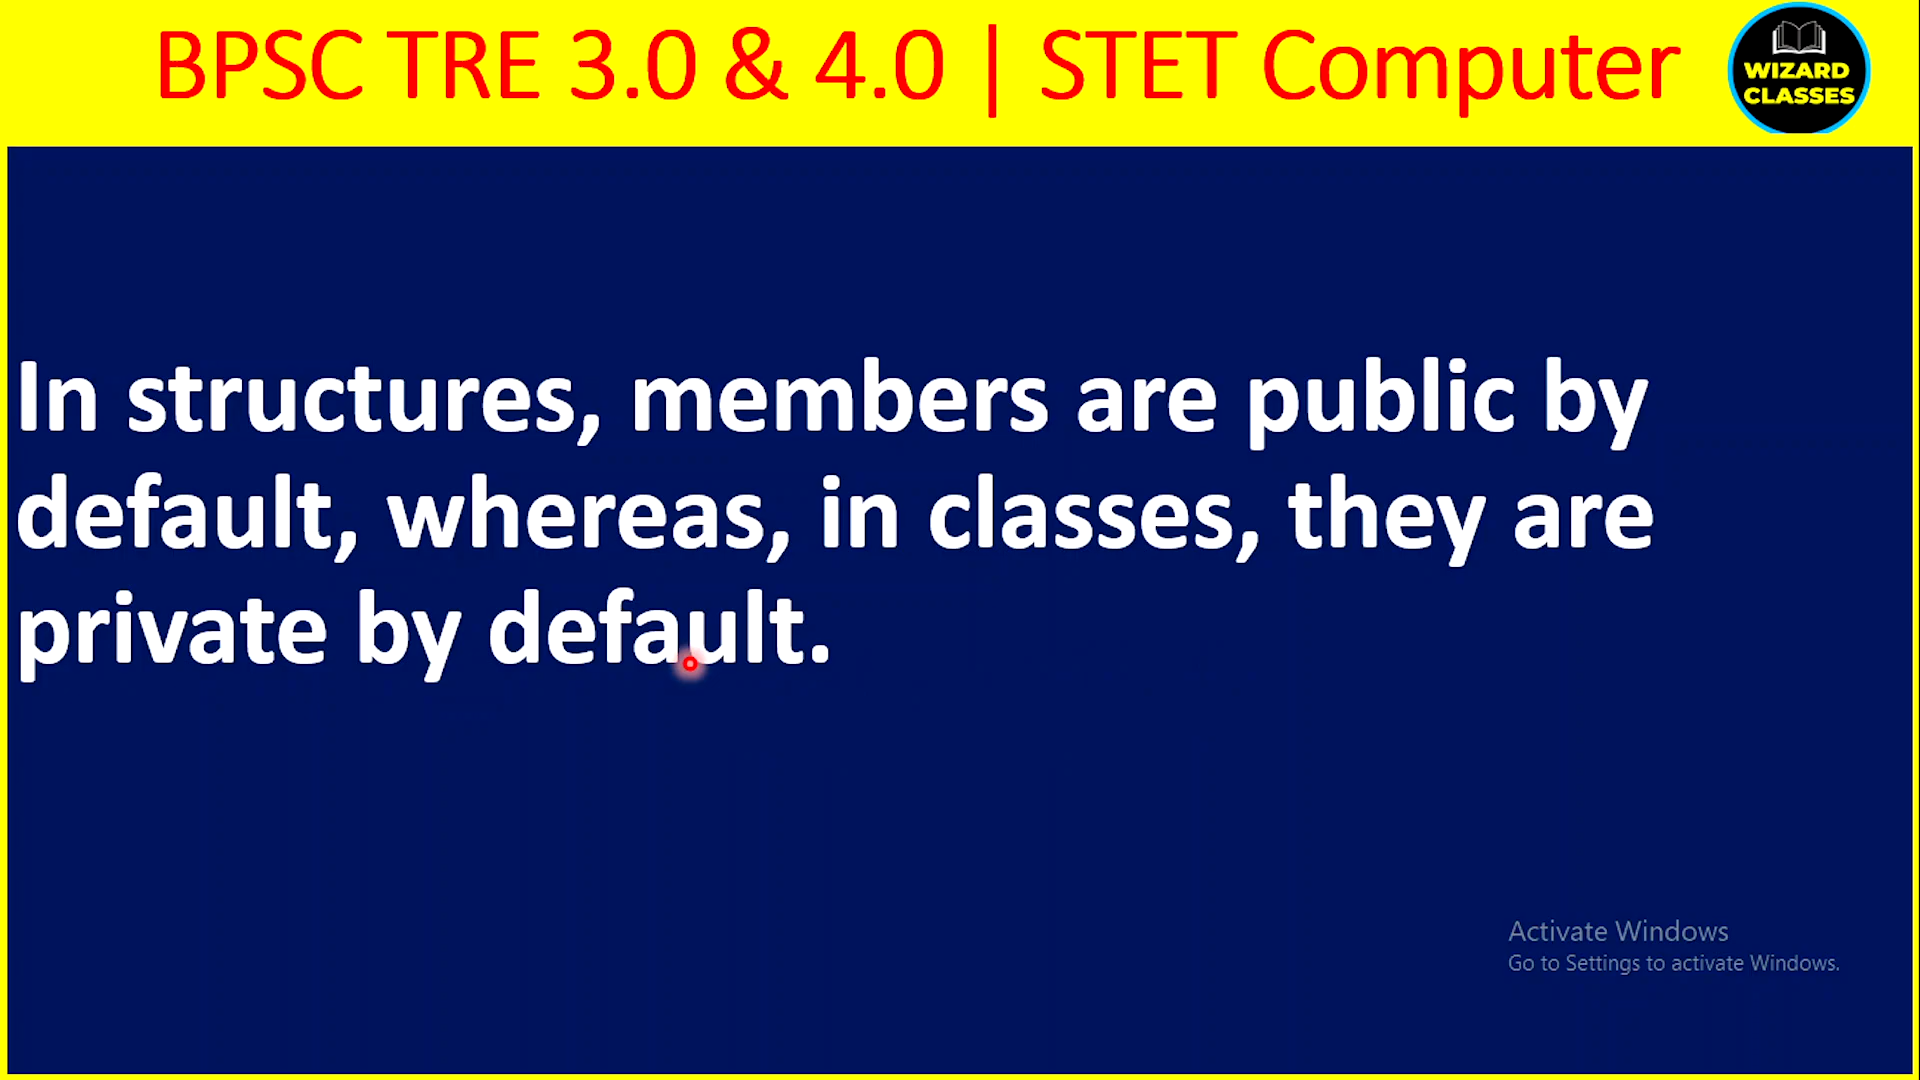 BPSC TRE 3.0 & 4.0 | STET Computer
WIZARD
CLASSES
In structures, members are public by
default, whereas, in classes, they are
private by default.
Activate Windows
Go to Settings to activate Windows.